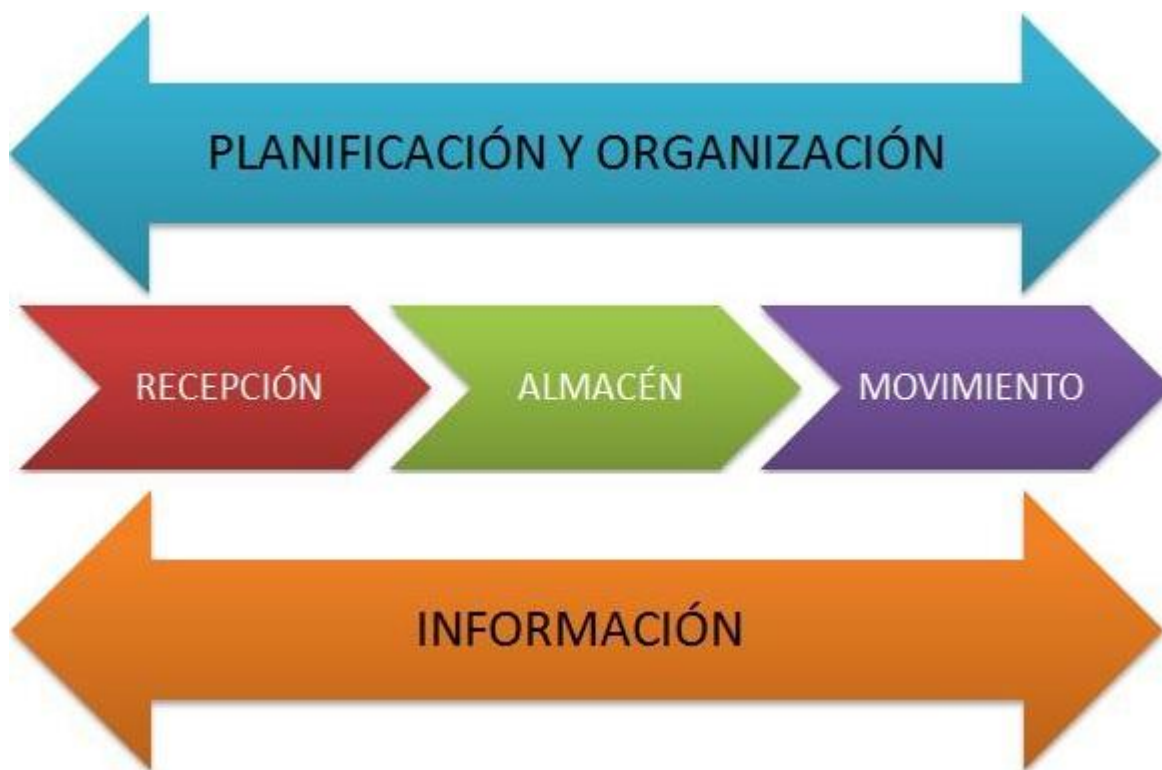 PLANIFICACIÓN Y ORGANIZACIÓN
RECEPCIÓN
ALMACÉN
MOVIMIENTO
INFORMACIÓN